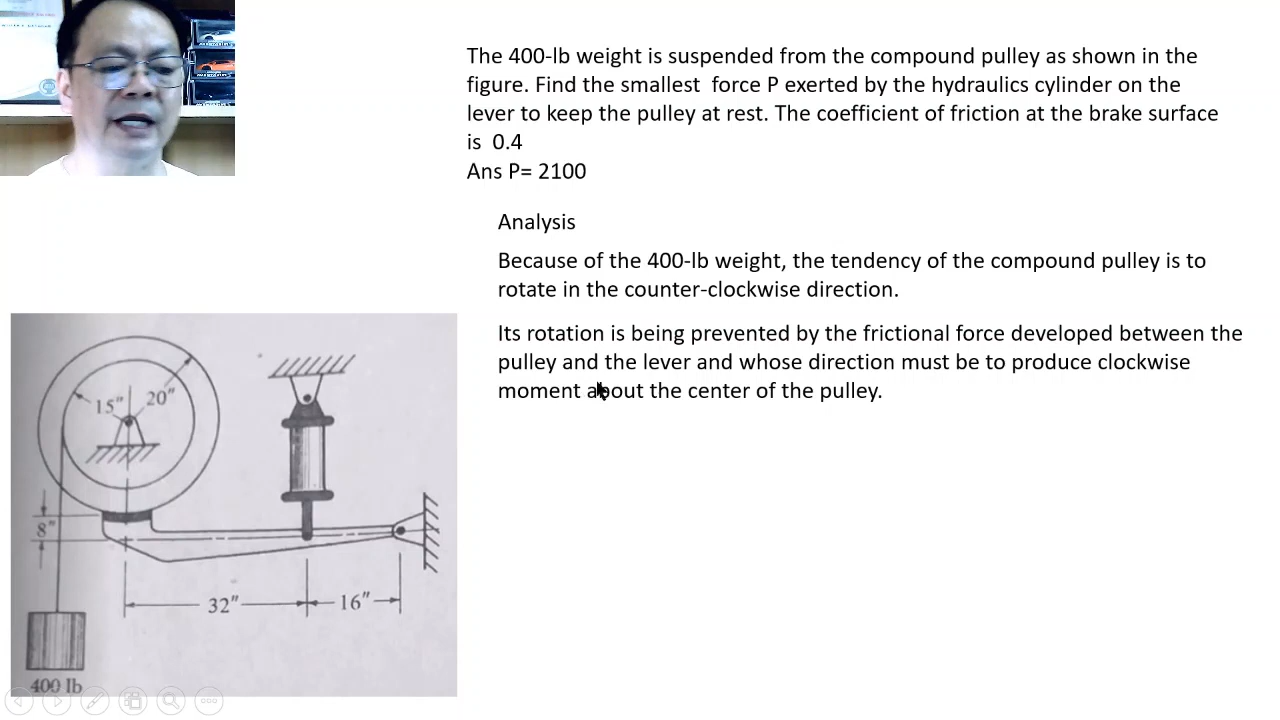 The 400-lb weight is suspended from the compound pulley as shown in the
figure. Find the smallest  force P exerted by the hydraulics cylinder on the
lever to keep the pulley at rest. The coefficient of friction at the brake surface
is  0.4
Ans P= 2100
Analysis
Because of the 400-lb weight, the tendency of the compound pulley is to
rotate in the counter-clockwise direction.
Its rotation is being prevented by the frictional force developed between the
pulley and the lever and whose direction must be to produce clockwise
moment about the center of the pulley.
15" 20"
8"
32" 16"
400 lb